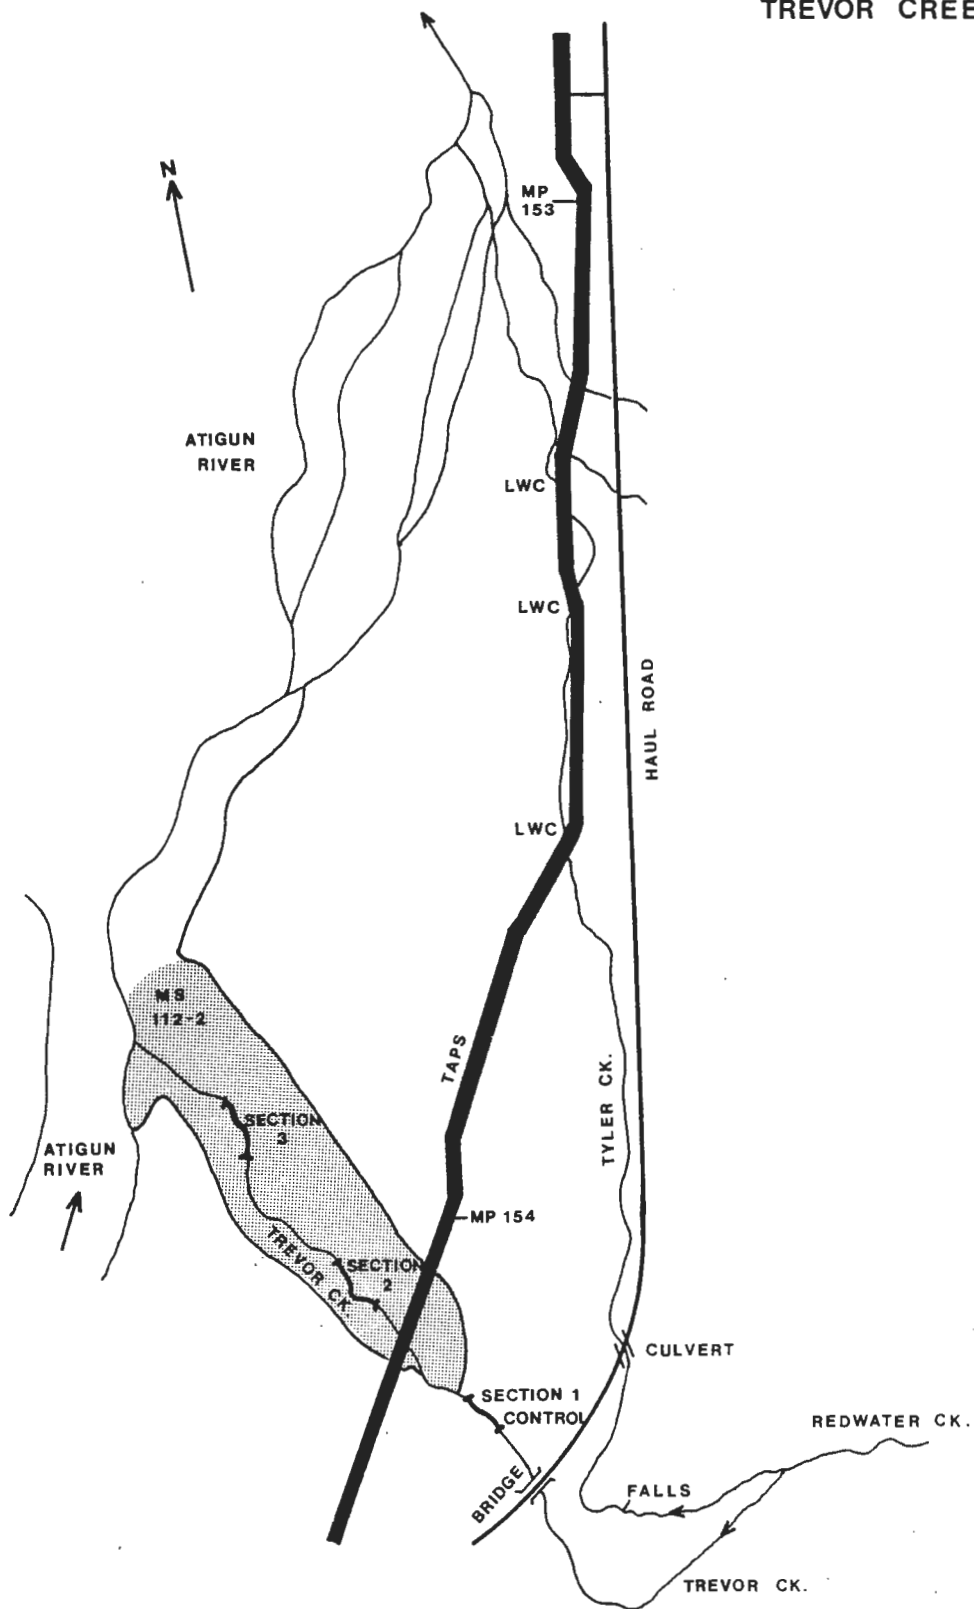 TREVOR CREE
N
MP
153
ATIGUN
RIVER
LWC
LWC
HAUL ROAD
LWC
MS
112-2
TAPS
TYLER CK.
SECTION
3
ATIGUN
RIVER
MP 154
TREVOR CK.
SECTION
2
CULVERT
SECTION 1
CONTROL
REDWATER CK.
BRIDGE
FALLS
TREVOR CK.